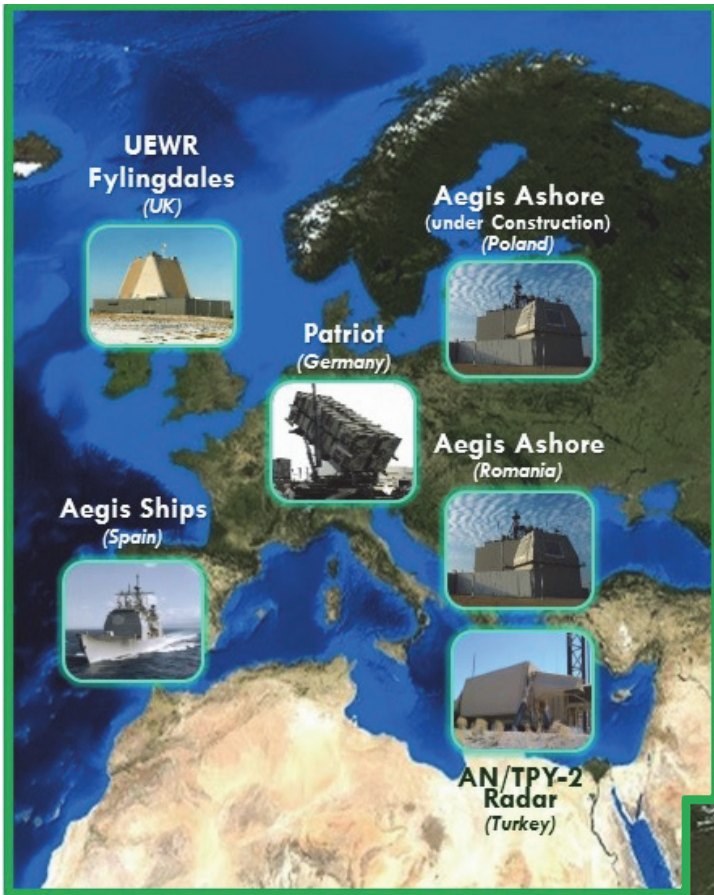 UEWR
Fylingdales
(UK)
Aegis Ashore
(under Construction)
(Poland)
Patriot
(Germany)
Aegis Ashore
(Romania)
Aegis Ships
(Spain)
AN/TPY-2
Radar
(Turkey)